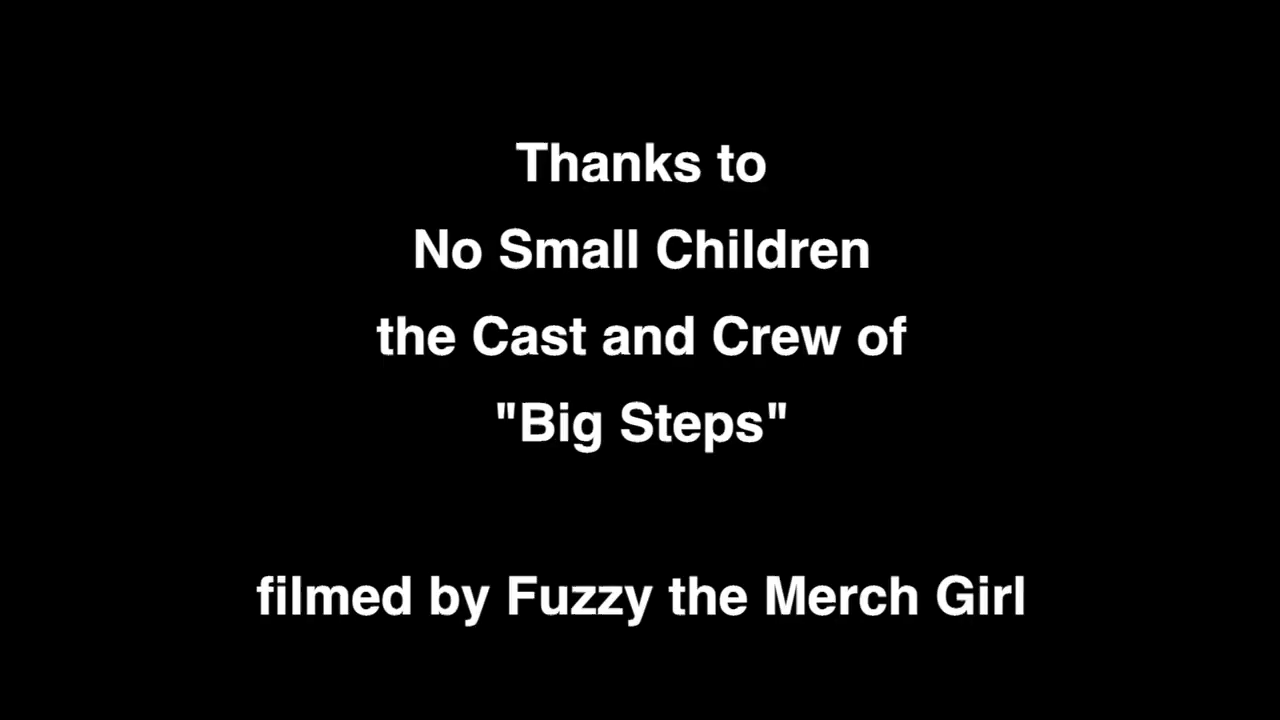 Thanks to
No Small Children
the Cast and Crew of
"Big Steps"
filmed by Fuzzy the Merch Girl